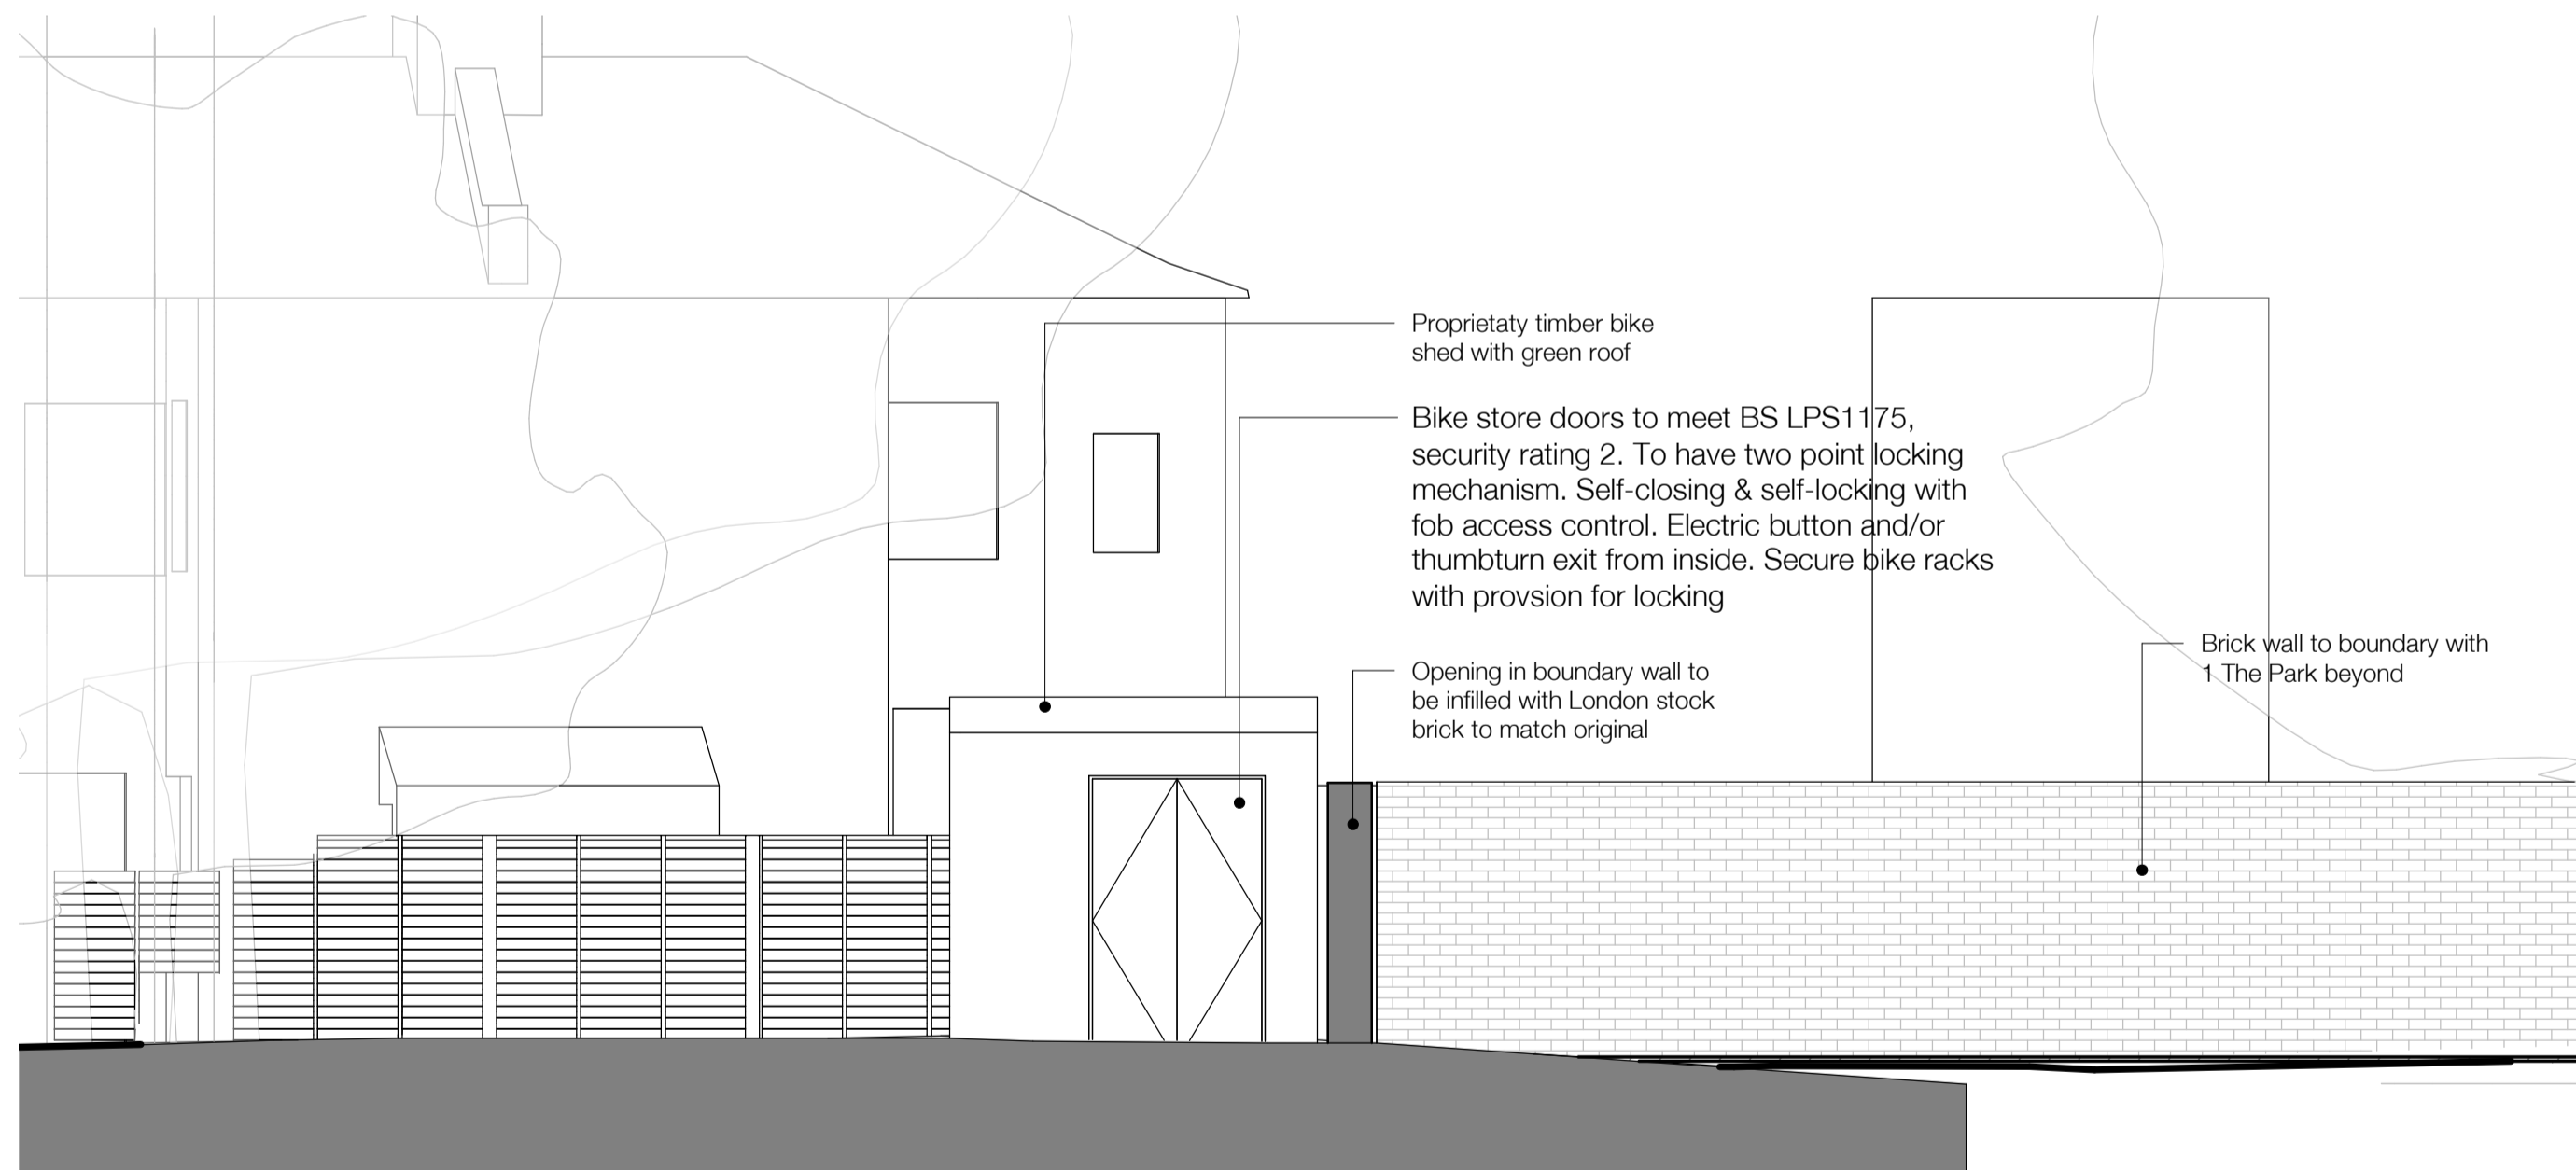 Proprietaty timber bike
shed with green roof
Bike store doors to meet BS LPS1175,
security rating 2. To have two point locking
mechanism. Self-closing & self-locking with
fob access control. Electric button and/or
thumbturn exit from inside. Secure bike racks
with provsion for locking
Opening in boundary wall to
be infilled with London stock
brick to match original
Brick wall to boundary with
1 The Park beyond